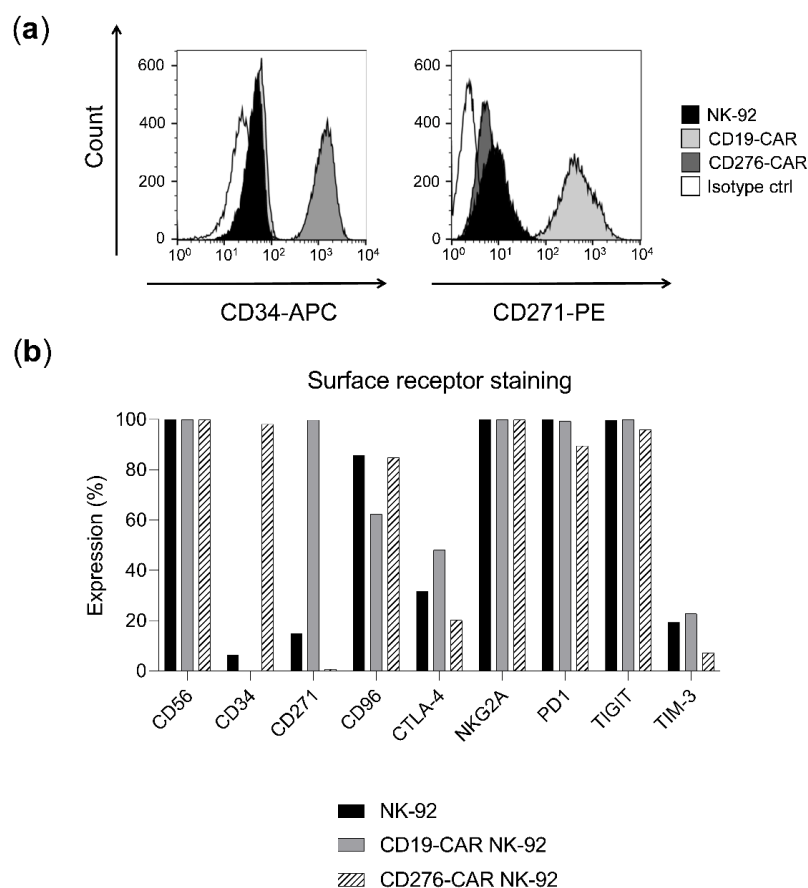 (a)
Count
600
400
200
0
10⁰ 10¹ 10² 10³ 10⁴
CD34-APC
600
400
200
0
10⁰ 10¹ 10² 10³ 10⁴
CD271-PE
NK-92
CD19-CAR
CD276-CAR
Isotype ctrl
(b)
Surface receptor staining
Expression (%)
100
80
60
40
20
0
CD56
CD34
CD271
CD96
CTLA-4
NKG2A
PD1
TIGIT
TIM-3
NK-92
CD19-CAR NK-92
CD276-CAR NK-92